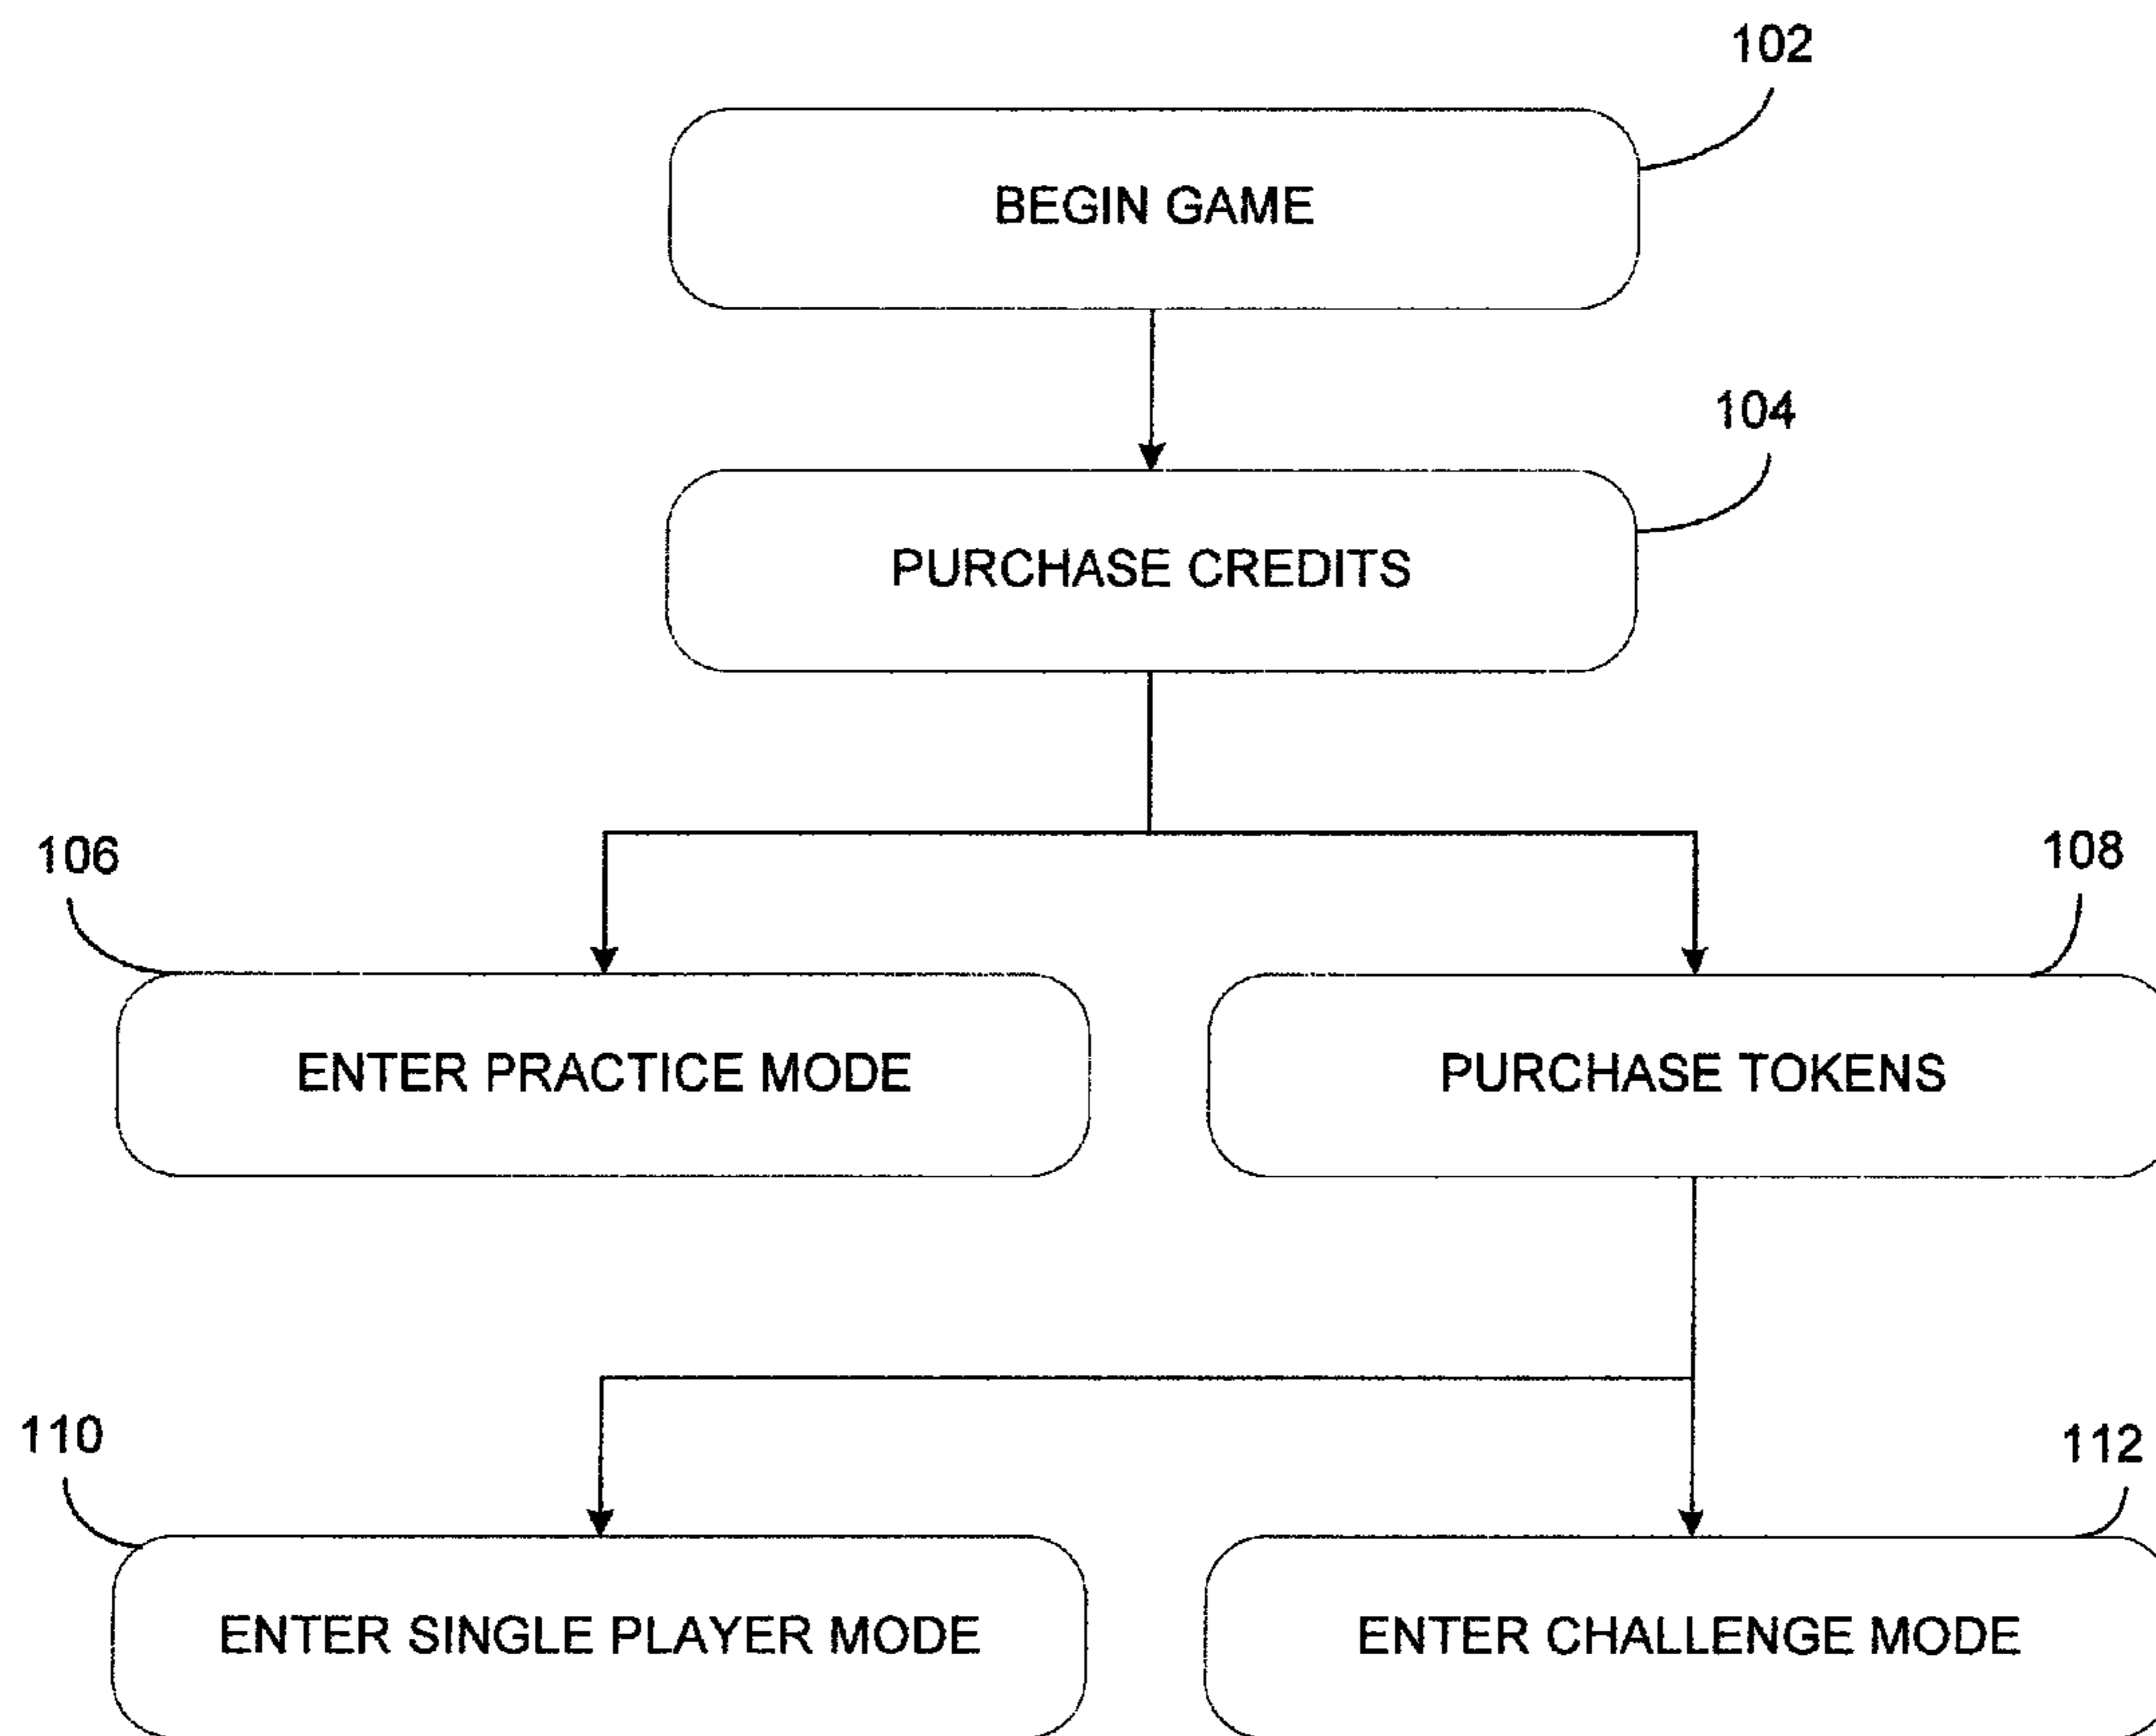 102
BEGIN GAME
104
PURCHASE CREDITS
106
108
ENTER PRACTICE MODE
PURCHASE TOKENS
110
112
ENTER SINGLE PLAYER MODE
ENTER CHALLENGE MODE